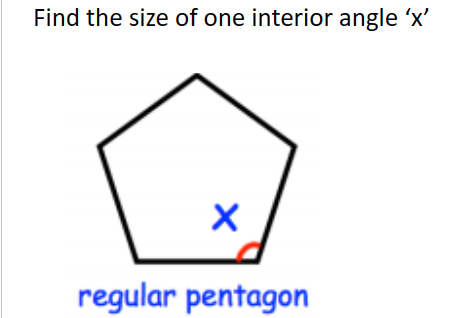 Find the size of one interior angle ‘x’
x
regular pentagon